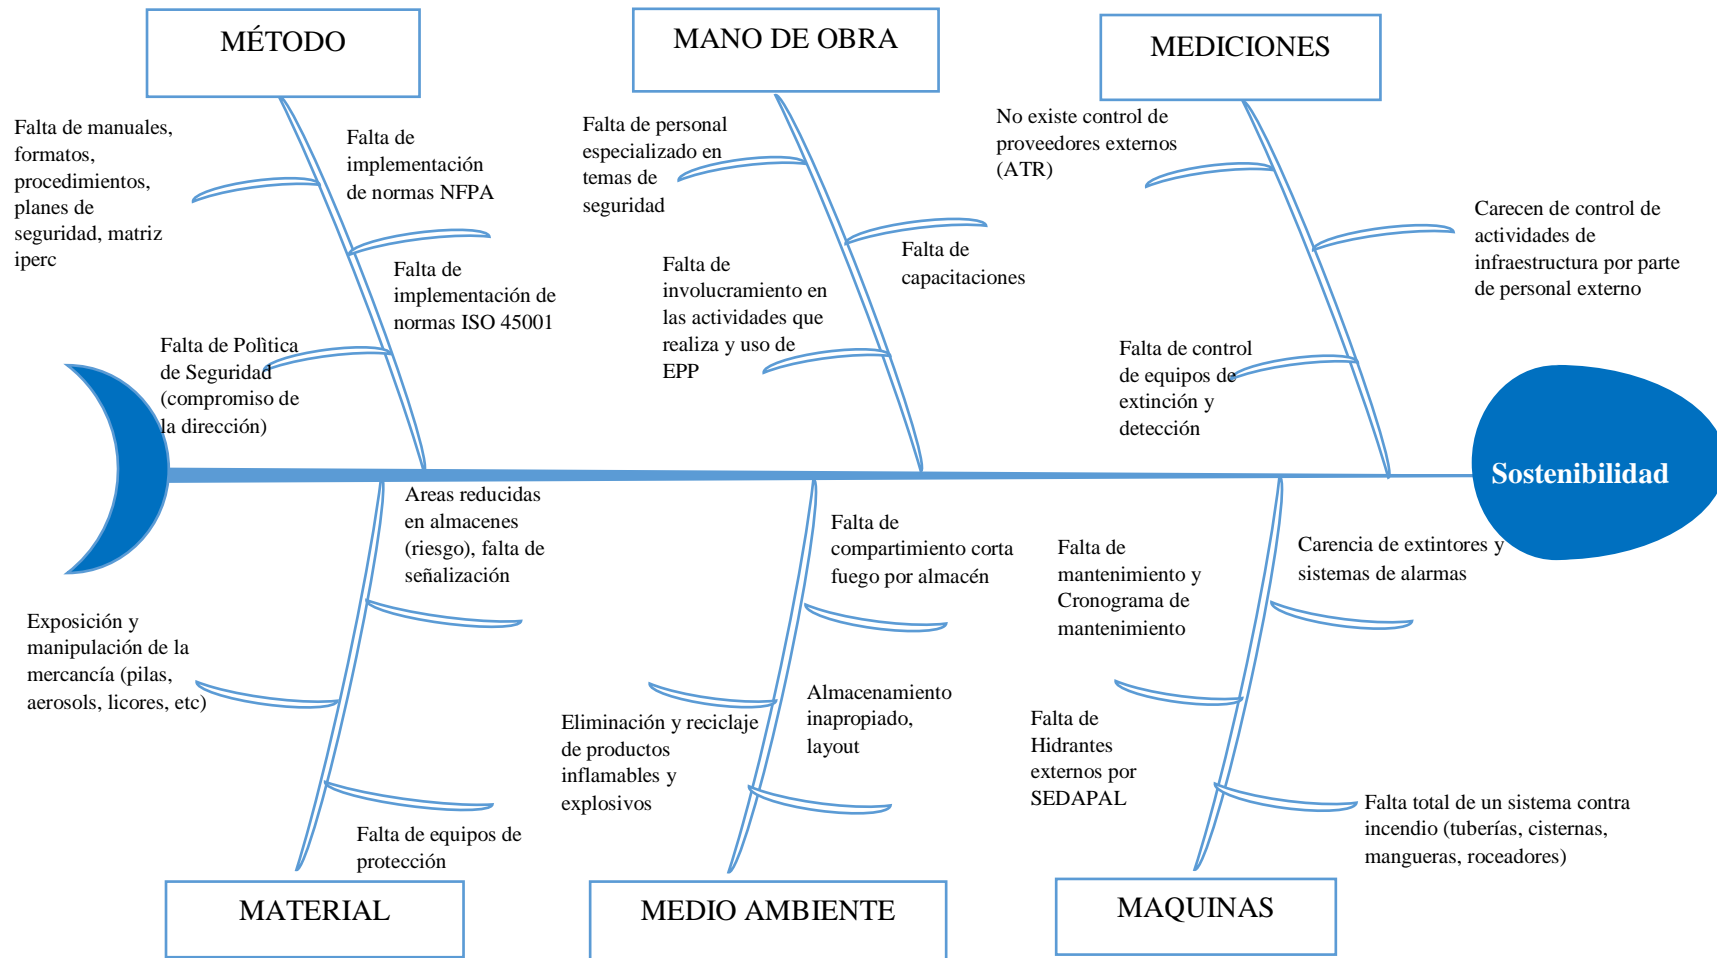 MÉTODO
MANO DE OBRA
MEDICIONES
Falta de manuales,
formatos,
procedimientos,
planes de
seguridad, matriz
iperc
Falta de
implementación
de normas NFPA
Falta de
implementación de
normas ISO 45001
Falta de Polìtica
de Seguridad
(compromiso de
la dirección)
Falta de personal
especializado en
temas de
seguridad
Falta de
involucramiento en
las actividades que
realiza y uso de
EPP
Falta de
capacitaciones
No existe control de
proveedores externos
(ATR)
Carecen de control de
actividades de
infraestructura por parte
de personal externo
Falta de control
de equipos de
extinción y
detección
Sostenibilidad
Areas reducidas
en almacenes
(riesgo), falta de
señalización
Exposición y
manipulación de la
mercancía (pilas,
aerosols, licores, etc)
Falta de equipos de
protección
Falta de
compartimiento corta
fuego por almacén
Eliminación y reciclaje
de productos
inflamables y
explosivos
Almacenamiento
inapropiado,
layout
Falta de
mantenimiento y
Cronograma de
mantenimiento
Carencia de extintores y
sistemas de alarmas
Falta de
Hidrantes
externos por
SEDAPAL
Falta total de un sistema contra
incendio (tuberías, cisternas,
mangueras, roceadores)
MATERIAL
MEDIO AMBIENTE
MAQUINAS